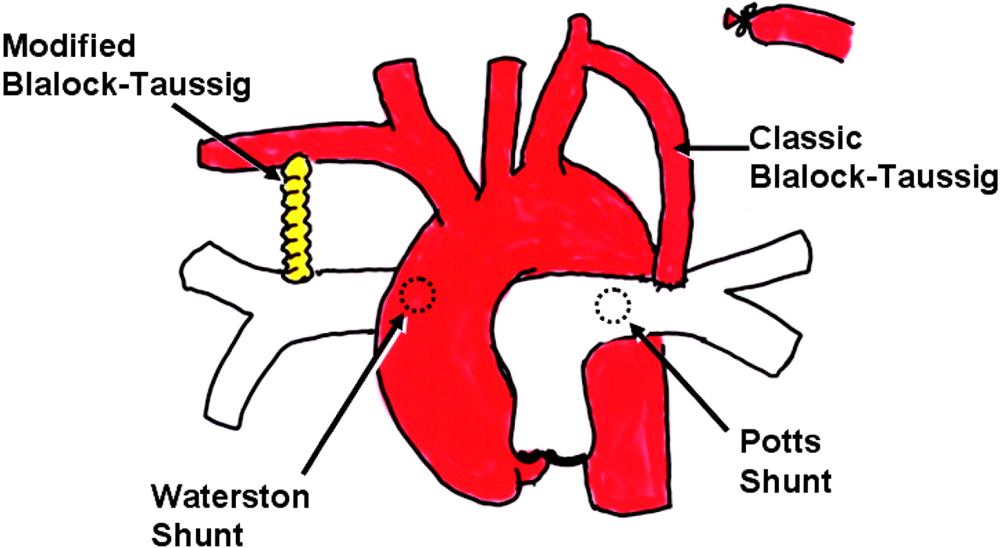 Modified
Blalock-Taussig
Classic
Blalock-Taussig
Potts
Shunt
Waterston
Shunt